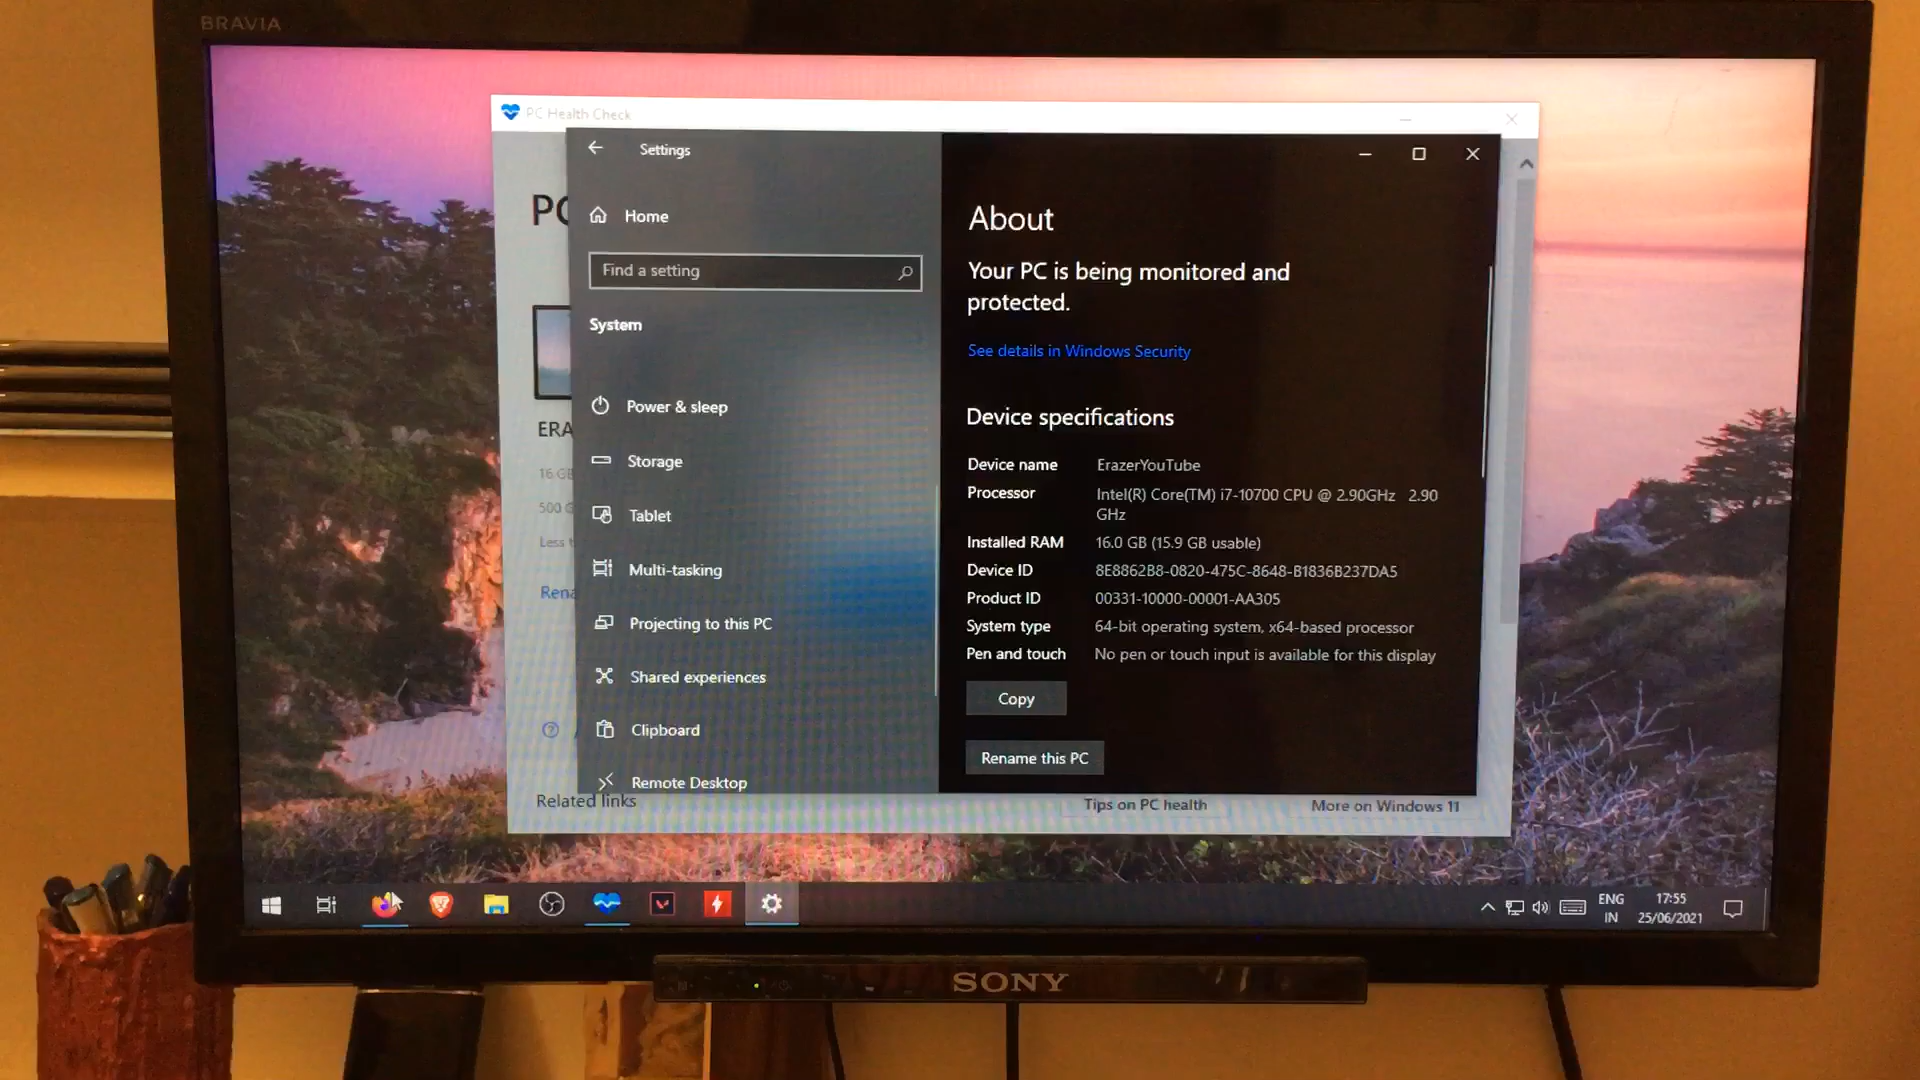 BRAVIA
PC Health Check
PC
ERA
16 GB
500 G
Less t
Rena
Related links
Tips on PC health
More on Windows 11
Settings
Home
Find a setting
System
Power & sleep
Storage
Tablet
Multi-tasking
Projecting to this PC
Shared experiences
Clipboard
Remote Desktop
About
Your PC is being monitored and
protected.
See details in Windows Security
Device specifications
Device name ErazerYouTube
Processor Intel(R) Core(TM) i7-10700 CPU @ 2.90GHz 2.90
GHz
Installed RAM 16.0 GB (15.9 GB usable)
Device ID 8E8862B8-0820-475C-8648-B1836B237DA5
Product ID 00331-10000-00001-AA305
System type 64-bit operating system, x64-based processor
Pen and touch No pen or touch input is available for this display
Copy
Rename this PC
ENG
IN
17:55
25/06/2021
SONY